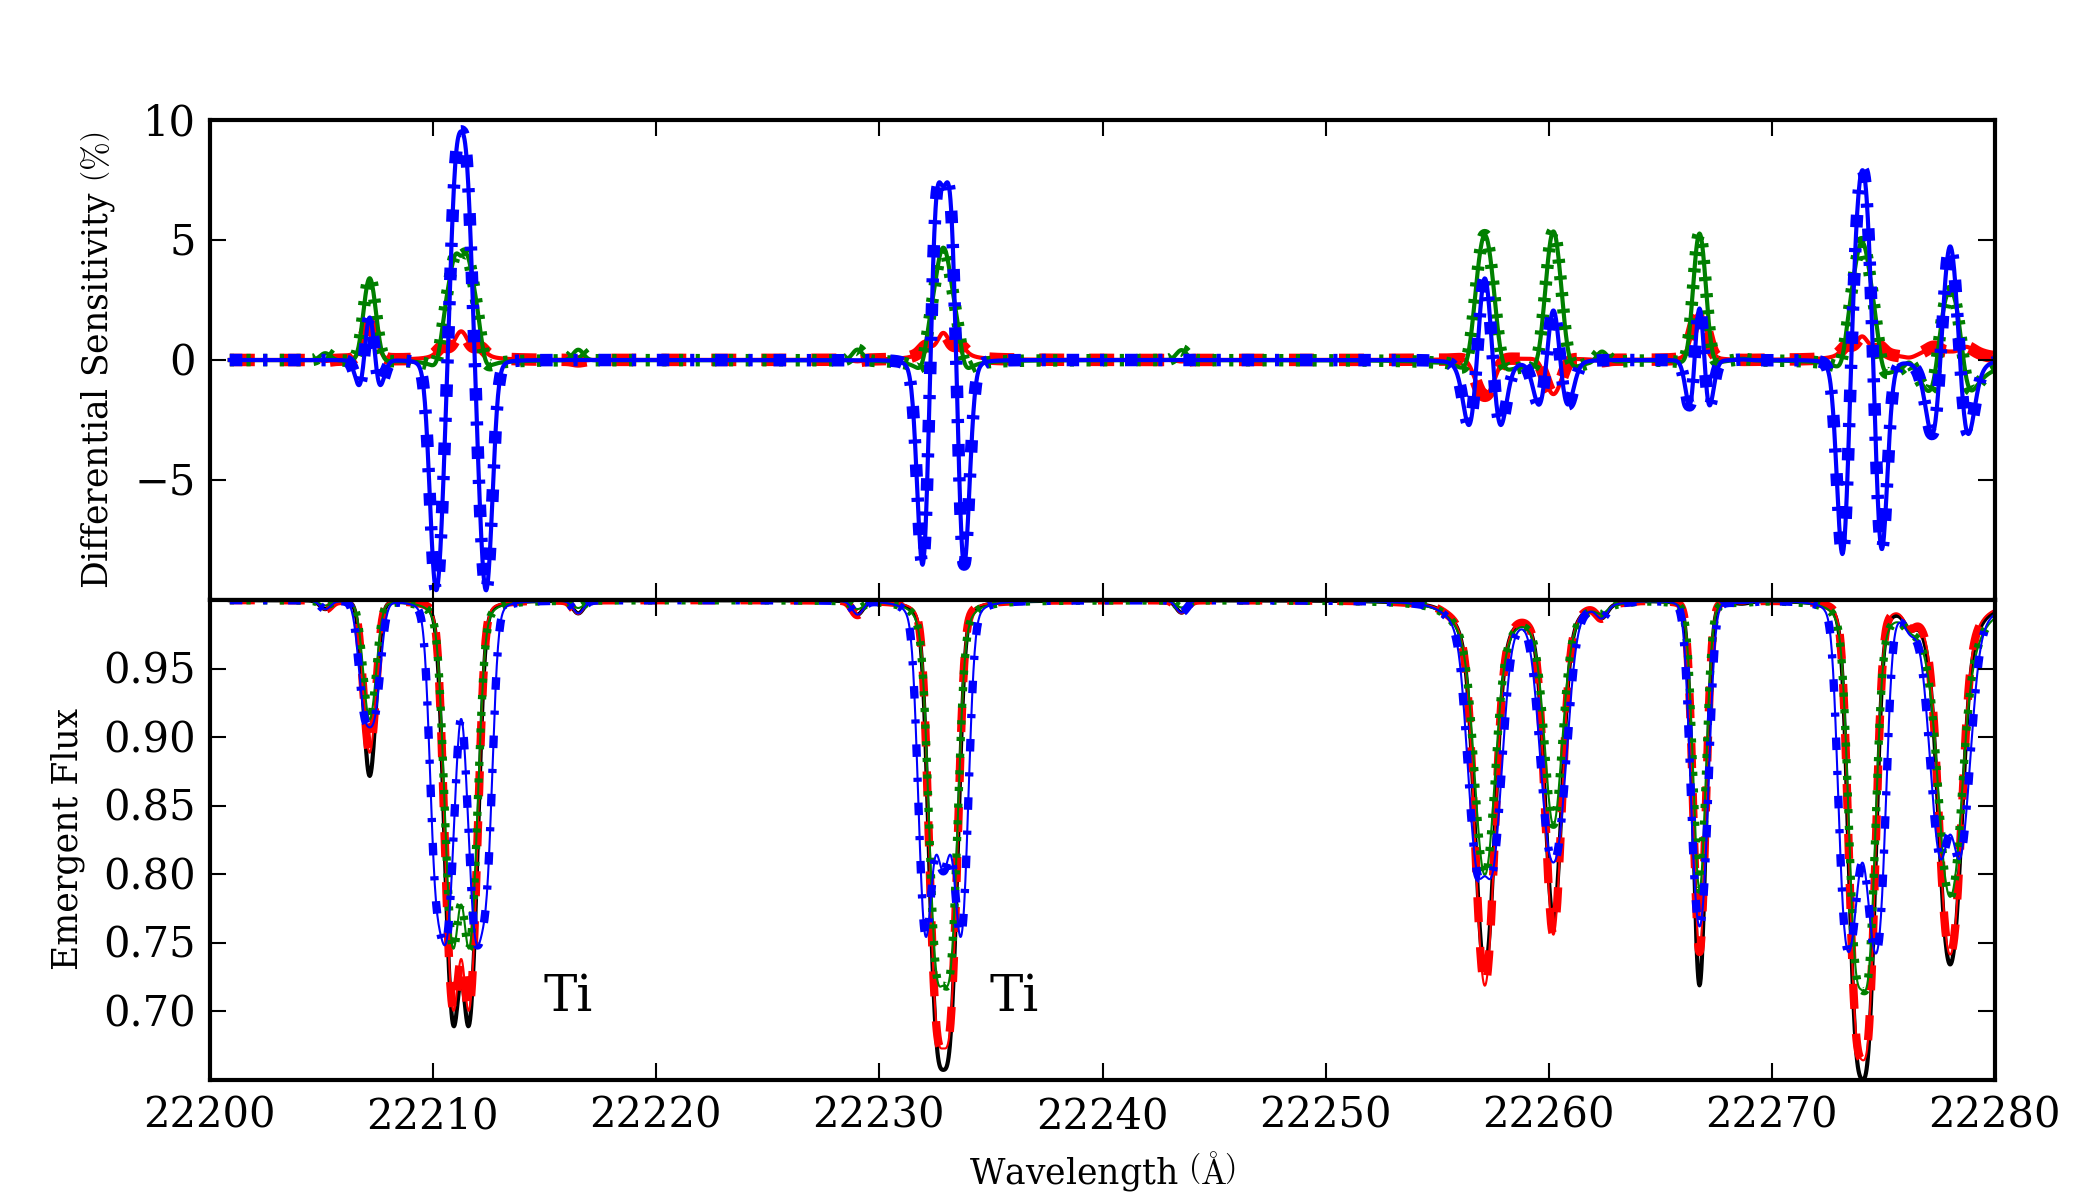 10
5
0
−5
Differential Sensitivity (%)
0.95
0.90
0.85
0.80
0.75
0.70
Emergent Flux
Ti
Ti
22200 22210 22220 22230 22240 22250 22260 22270 22280
Wavelength (Å)